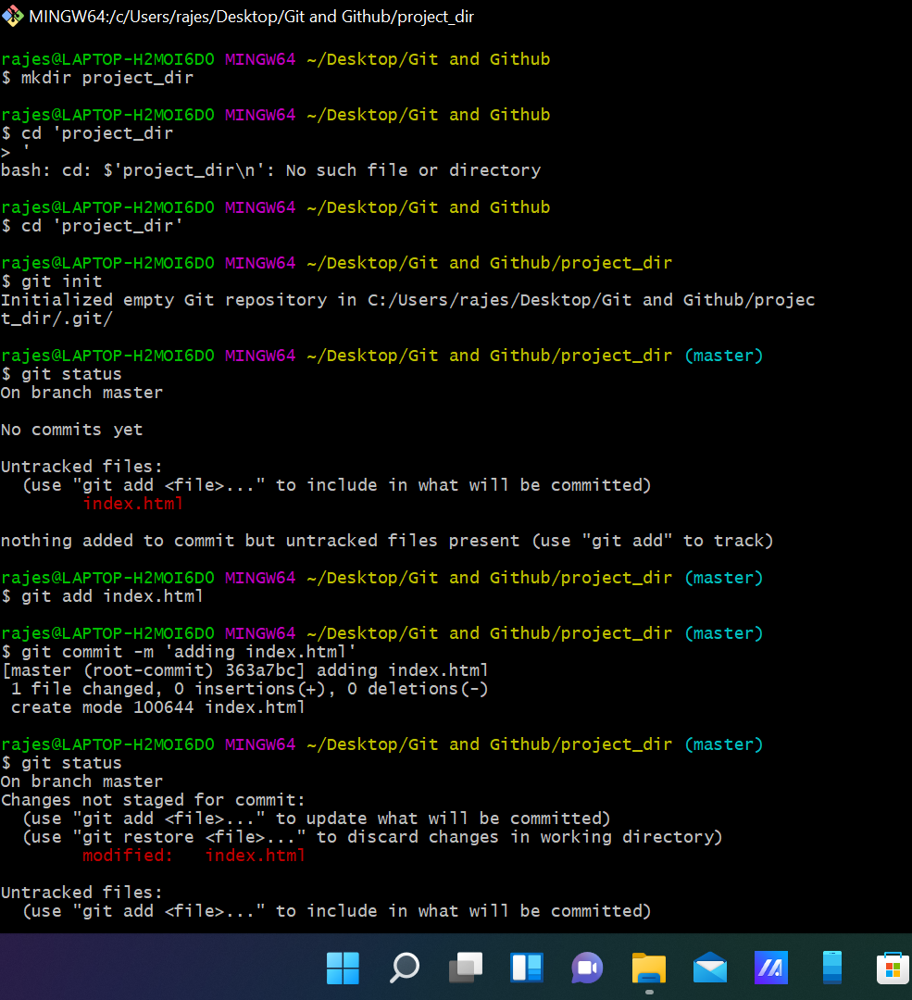 MINGW64:/c/Users/rajes/Desktop/Git and Github/project_dir
rajes@LAPTOP-H2MOI6DO MINGW64 ~/Desktop/Git and Github
$ mkdir project_dir
rajes@LAPTOP-H2MOI6DO MINGW64 ~/Desktop/Git and Github
$ cd 'project_dir
> '
bash: cd: $'project_dir\n': No such file or directory
rajes@LAPTOP-H2MOI6DO MINGW64 ~/Desktop/Git and Github
$ cd 'project_dir'
rajes@LAPTOP-H2MOI6DO MINGW64 ~/Desktop/Git and Github/project_dir
$ git init
Initialized empty Git repository in C:/Users/rajes/Desktop/Git and Github/projec
t_dir/.git/
rajes@LAPTOP-H2MOI6DO MINGW64 ~/Desktop/Git and Github/project_dir (master)
$ git status
On branch master
No commits yet
Untracked files:
  (use "git add <file>..." to include in what will be committed)
        index.html
nothing added to commit but untracked files present (use "git add" to track)
rajes@LAPTOP-H2MOI6DO MINGW64 ~/Desktop/Git and Github/project_dir (master)
$ git add index.html
rajes@LAPTOP-H2MOI6DO MINGW64 ~/Desktop/Git and Github/project_dir (master)
$ git commit -m 'adding index.html'
[master (root-commit) 363a7bc] adding index.html
 1 file changed, 0 insertions(+), 0 deletions(-)
 create mode 100644 index.html
rajes@LAPTOP-H2MOI6DO MINGW64 ~/Desktop/Git and Github/project_dir (master)
$ git status
On branch master
Changes not staged for commit:
  (use "git add <file>..." to update what will be committed)
  (use "git restore <file>..." to discard changes in working directory)
        modified:   index.html
Untracked files:
  (use "git add <file>..." to include in what will be committed)